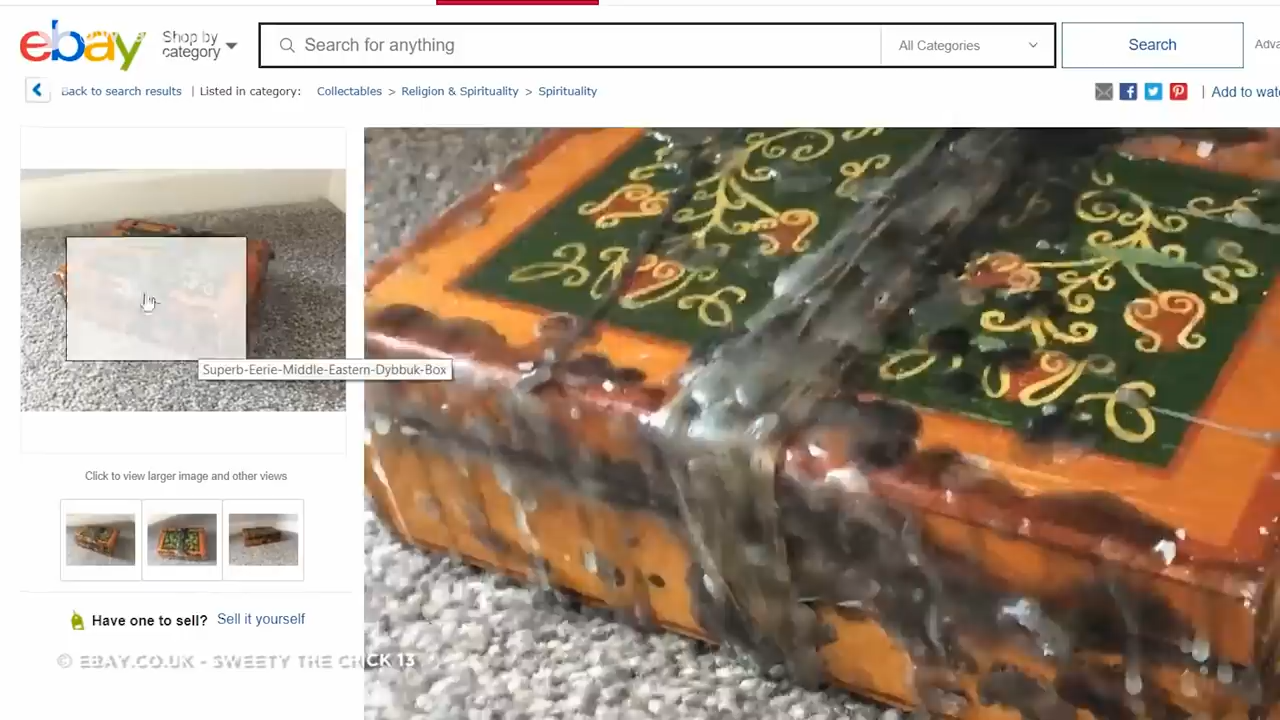 ebay
Shop by
category
Search for anything
All Categories
Search
Back to search results | Listed in category: Collectables > Religion & Spirituality > Spirituality
| Add to
Superb-Eerie-Middle-Eastern-Dybbuk-Box
Click to view larger image and other views
Have one to sell? Sell it yourself
© EBAY.CO.UK - SWEETY THE CHICK 13